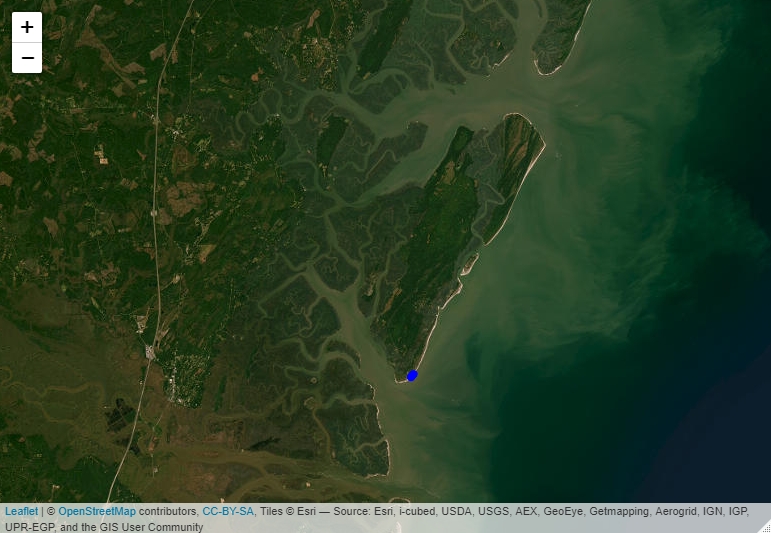 +
−
Leaflet | © OpenStreetMap contributors, CC-BY-SA, Tiles © Esri — Source: Esri, i-cubed, USDA, USGS, AEX, GeoEye, Getmapping, Aerogrid, IGN, IGP,
UPR-EGP, and the GIS User Community